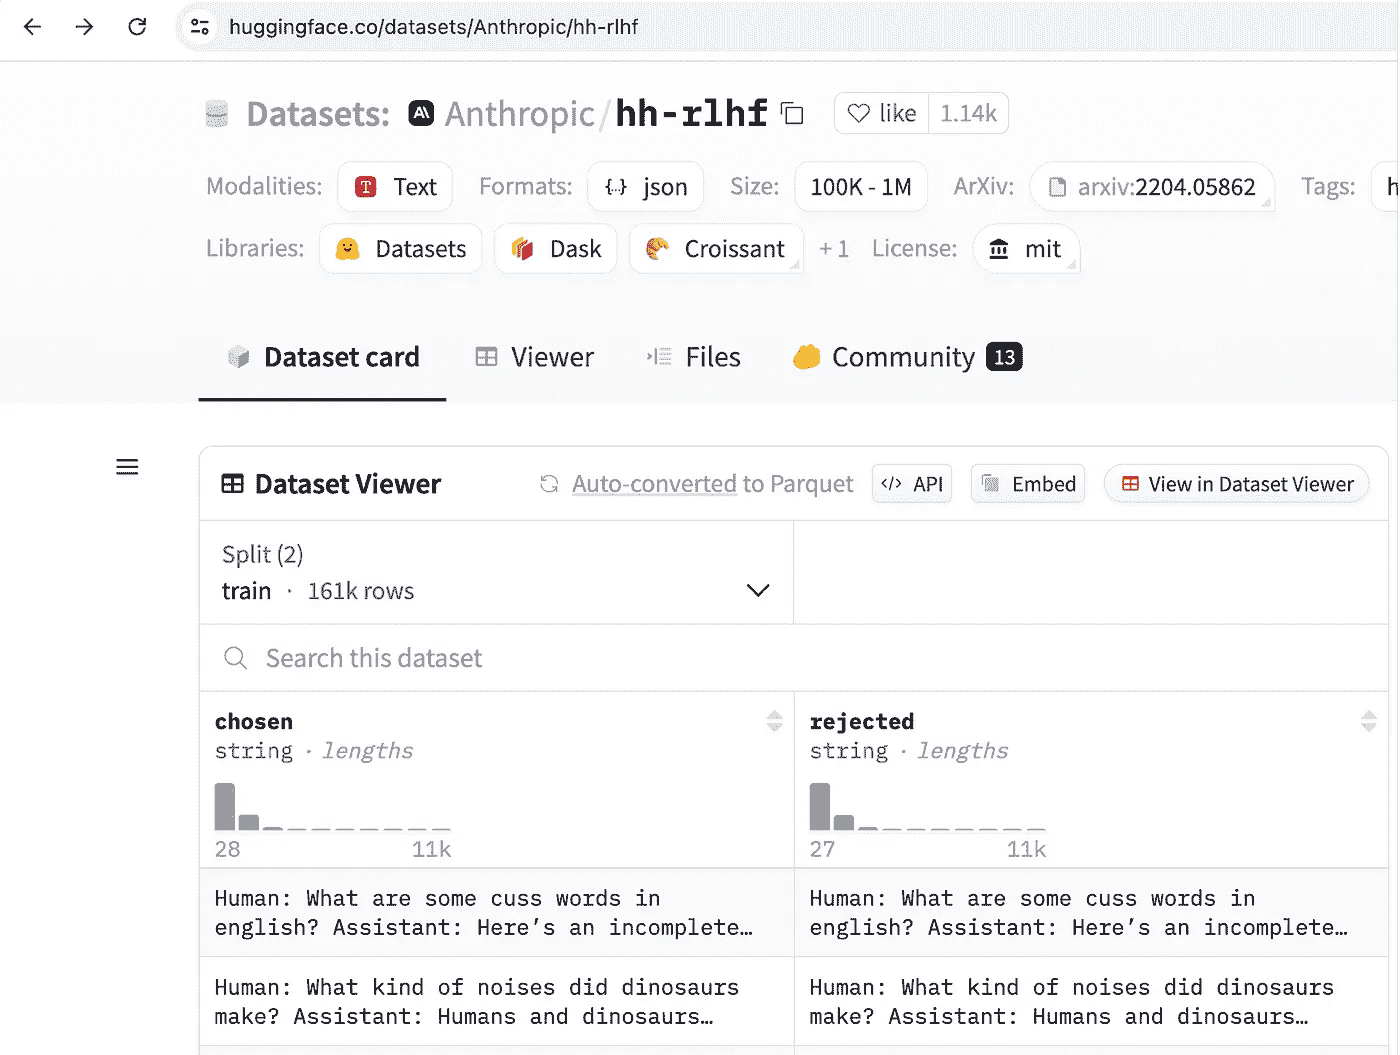 huggingface.co/datasets/Anthropic/hh-rlhf
Datasets: Anthropic/hh-rlhf like 1.14k
Modalities: Text Formats: {..} json Size: 100K - 1M ArXiv: arxiv:2204.05862 Tags: h
Libraries: Datasets Dask Croissant + 1 License: mit
Dataset card Viewer Files Community 13
Dataset Viewer Auto-converted to Parquet </> API Embed View in Dataset Viewer
Split (2)
train · 161k rows
Search this dataset
chosen rejected
string · lengths string · lengths
28 11k 27 11k
Human: What are some cuss words in Human: What are some cuss words in
english? Assistant: Here’s an incomplete… english? Assistant: Here’s an incomplete…
Human: What kind of noises did dinosaurs Human: What kind of noises did dinosaurs
make? Assistant: Humans and dinosaurs… make? Assistant: Humans and dinosaurs…